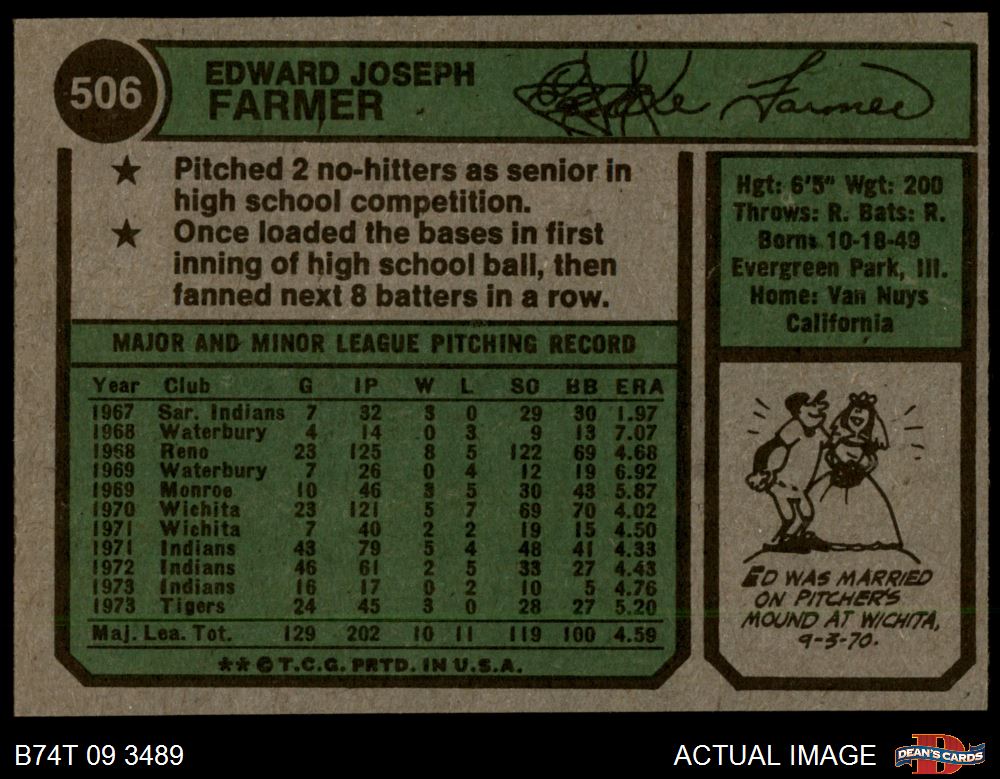 506
EDWARD JOSEPH
FARMER
Farmer
★ Pitched 2 no-hitters as senior in
high school competition.
★ Once loaded the bases in first
inning of high school ball, then
fanned next 8 batters in a row.
Hgt: 6'5" Wgt: 200
Throws: R. Bats: R.
Born: 10-18-49
Evergreen Park, Ill.
Home: Van Nuys
California
MAJOR AND MINOR LEAGUE PITCHING RECORD
Year Club G IP W L SO BB ERA
1967 Sar. Indians 7 32 3 0 29 30 1.97
1968 Waterbury 4 14 0 3 9 13 7.07
1968 Reno 23 125 8 5 122 69 4.68
1969 Waterbury 7 26 0 4 12 19 6.92
1969 Monroe 10 46 3 5 30 43 5.87
1970 Wichita 23 121 5 7 69 70 4.02
1971 Wichita 7 40 2 2 19 15 4.50
1971 Indians 43 79 5 4 48 41 4.33
1972 Indians 46 61 2 5 33 27 4.43
1973 Indians 16 17 0 2 10 5 4.76
1973 Tigers 24 45 3 0 28 27 5.20
Maj. Lea. Tot. 129 202 10 11 119 100 4.59
**© T.C.G. PRTD. IN U.S.A.
ED WAS MARRIED
ON PITCHER'S
MOUND AT WICHITA,
9-3-70.
B74T 09 3489
ACTUAL IMAGE
DEAN'S CARDS